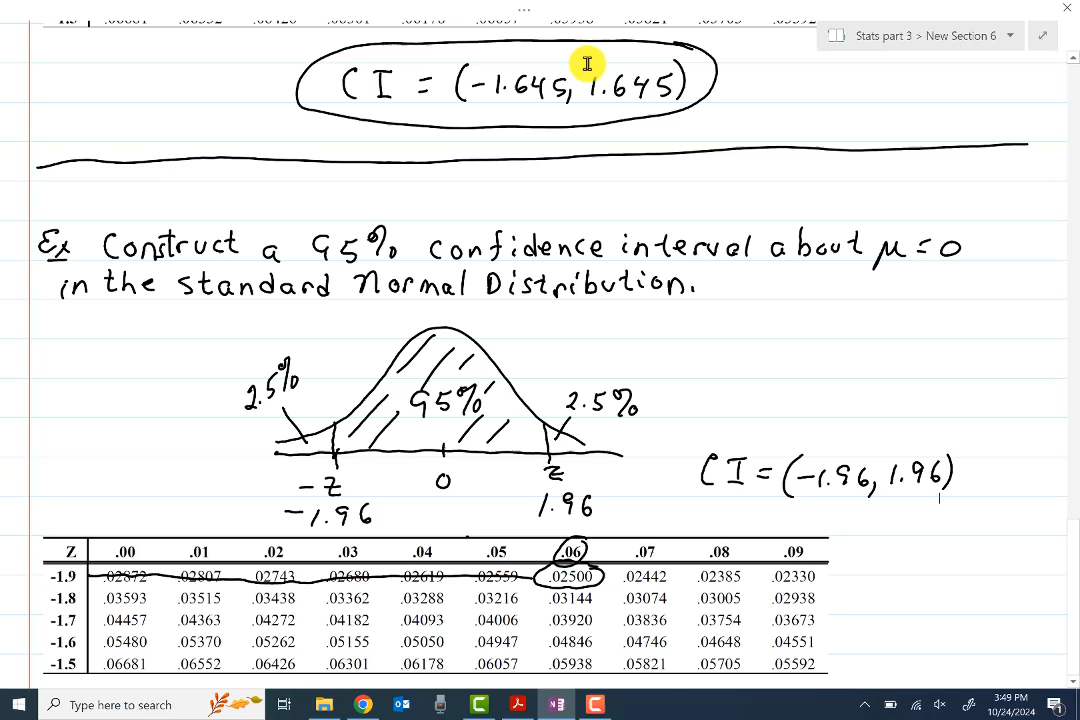 Stats part 3 > New Section 6
CI = (-1.645, 1.645)
Ex Construct a 95% confidence interval about μ = 0
in the standard Normal Distribution.
2.5%
95%
2.5%
-Z
0
Z
-1.96
1.96
CI = (-1.96, 1.96)
Z .00 .01 .02 .03 .04 .05 .06 .07 .08 .09
-1.9 .02872 .02807 .02743 .02680 .02619 .02559 .02500 .02442 .02385 .02330
-1.8 .03593 .03515 .03438 .03362 .03288 .03216 .03144 .03074 .03005 .02938
-1.7 .04457 .04363 .04272 .04182 .04093 .04006 .03920 .03836 .03754 .03673
-1.6 .05480 .05370 .05262 .05155 .05050 .04947 .04846 .04746 .04648 .04551
-1.5 .06681 .06552 .06426 .06301 .06178 .06057 .05938 .05821 .05705 .05592
Type here to search
3:49 PM
10/24/2024